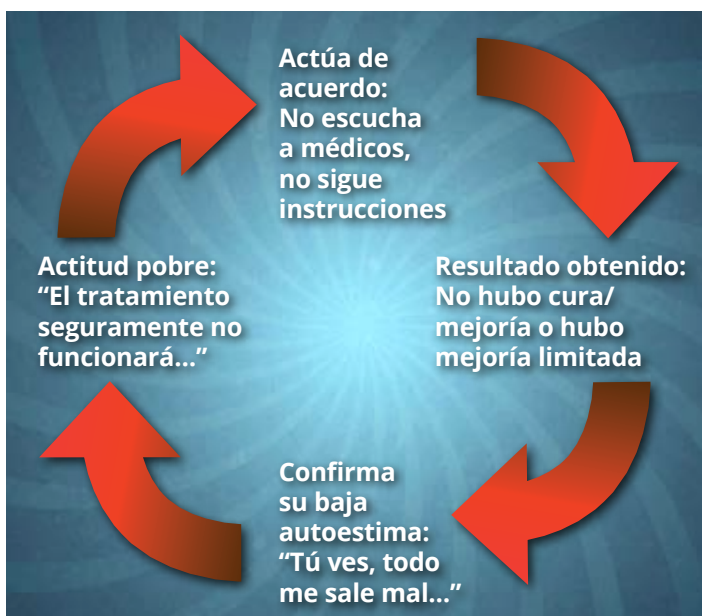 Actúa de
acuerdo:
No escucha
a médicos,
no sigue
instrucciones
Resultado obtenido:
No hubo cura/
mejoría o hubo
mejoría limitada
Confirma
su baja
autoestima:
“Tú ves, todo
me sale mal...”
Actitud pobre:
“El tratamiento
seguramente no
funcionará...”